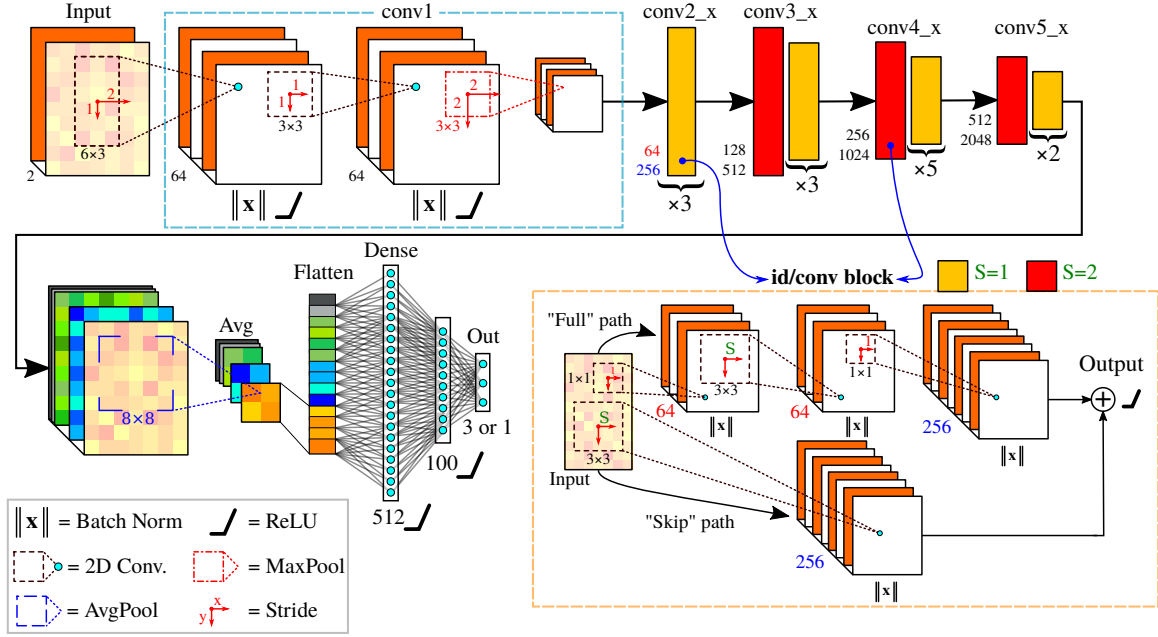 Input
conv1
conv2_x
conv3_x
conv4_x
conv5_x
1 2
6×3
2
1
1
3×3
64
‖x‖
2
2
3×3
64
‖x‖
64
256
×3
128
512
×3
256
1024
×5
512
2048
×2
id/conv block
S=1
S=2
8×8
Avg
Flatten
Dense
512
100
Out
3 or 1
"Full" path
1×1
S
3×3
Input
"Skip" path
S
3×3
64
‖x‖
1
1×1
64
‖x‖
256
‖x‖
256
‖x‖
Output
+
‖x‖ = Batch Norm
= ReLU
= 2D Conv.
= MaxPool
= AvgPool
x
y
= Stride